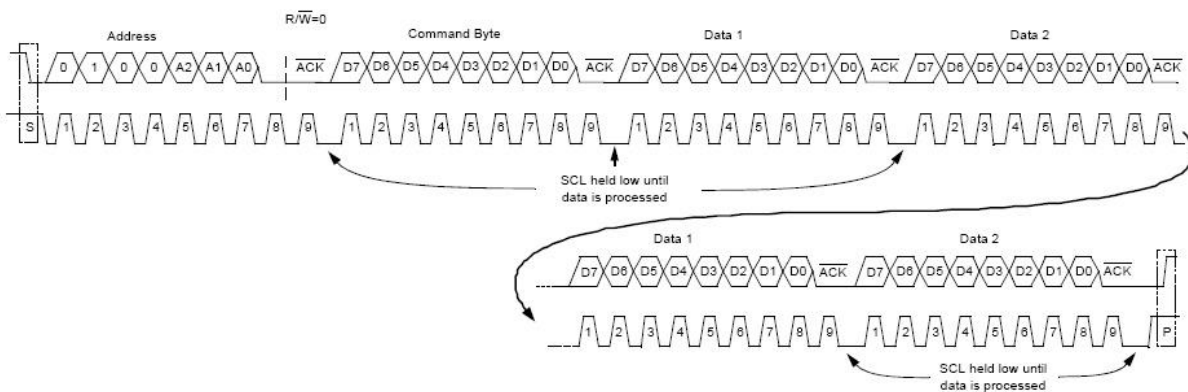 R/W̅=0
Address Command Byte Data 1 Data 2
0 1 0 0 A2 A1 A0 A̅C̅K̅ D7 D6 D5 D4 D3 D2 D1 D0 A̅C̅K̅ D7 D6 D5 D4 D3 D2 D1 D0 A̅C̅K̅ D7 D6 D5 D4 D3 D2 D1 D0 A̅C̅K̅
S 1 2 3 4 5 6 7 8 9 1 2 3 4 5 6 7 8 9 1 2 3 4 5 6 7 8 9 1 2 3 4 5 6 7 8 9
SCL held low until
data is processed
Data 1 Data 2
D7 D6 D5 D4 D3 D2 D1 D0 A̅C̅K̅ D7 D6 D5 D4 D3 D2 D1 D0 A̅C̅K̅
1 2 3 4 5 6 7 8 9 1 2 3 4 5 6 7 8 9 P
SCL held low until
data is processed